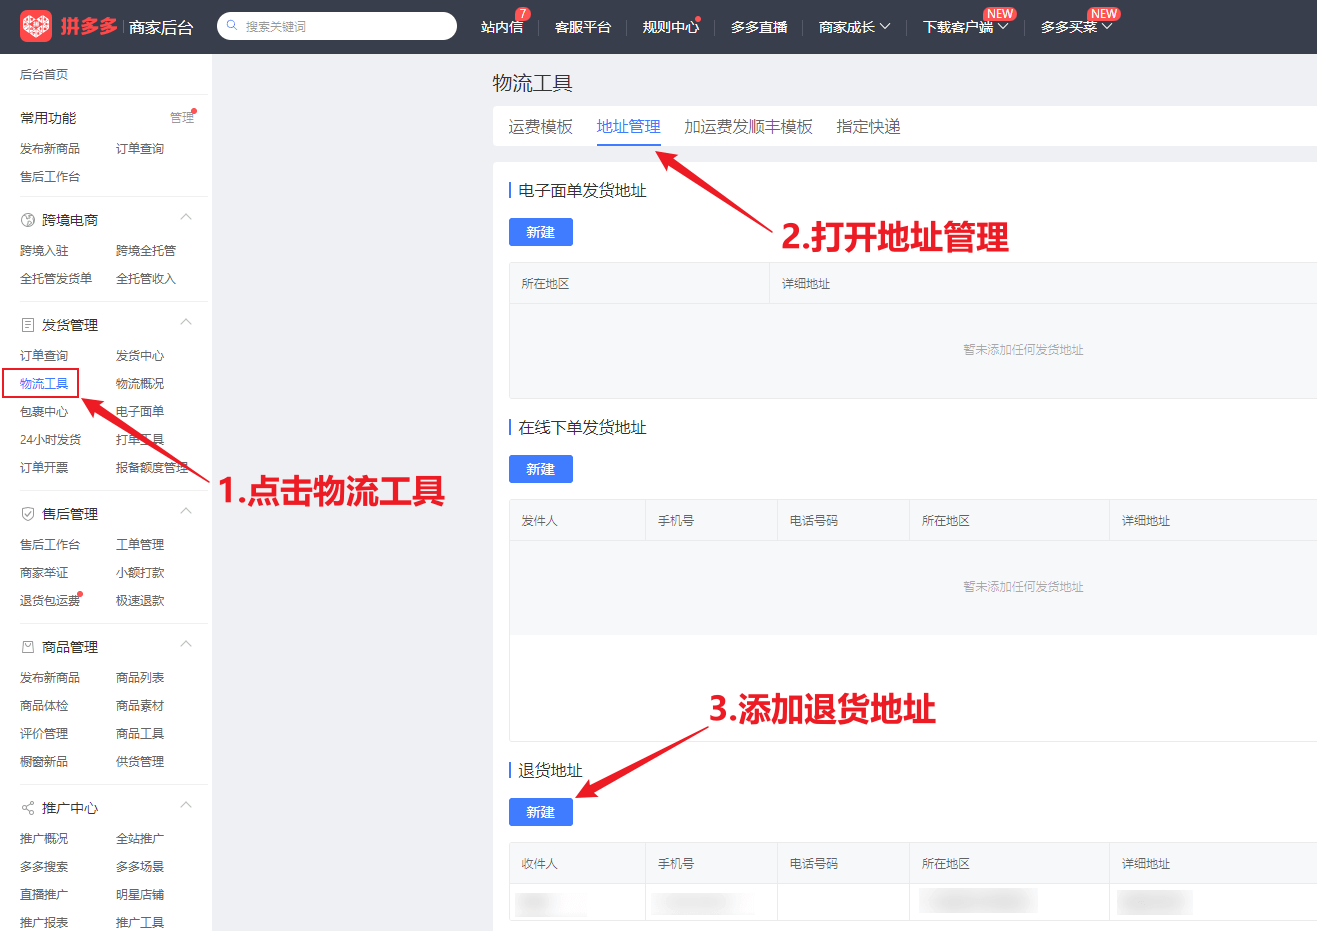 拼多多 商家后台 搜索关键词 站内信 7 客服平台 规则中心 多多直播 商家成长 下载客户端 NEW 多多买菜 NEW
后台首页
常用功能 管理
发布新商品 订单查询
售后工作台
跨境电商
跨境入驻 跨境全托管
全托管发货单 全托管收入
发货管理
订单查询 发货中心
物流工具 物流概况
包裹中心 电子面单
24小时发货 打单工具
订单开票 报备额度管理
售后管理
售后工作台 工单管理
商家举证 小额打款
退货包运费 极速退款
商品管理
发布新商品 商品列表
商品体检 商品素材
评价管理 商品工具
橱窗新品 供货管理
推广中心
推广概况 全站推广
多多搜索 多多场景
直播推广 明星店铺
推广报表 推广工具
1.点击物流工具
物流工具
运费模板 地址管理 加运费发顺丰模板 指定快递
2.打开地址管理
电子面单发货地址
新建
所在地区 详细地址
暂未添加任何发货地址
在线下单发货地址
新建
发件人 手机号 电话号码 所在地区 详细地址
暂未添加任何发货地址
3.添加退货地址
退货地址
新建
收件人 手机号 电话号码 所在地区 详细地址